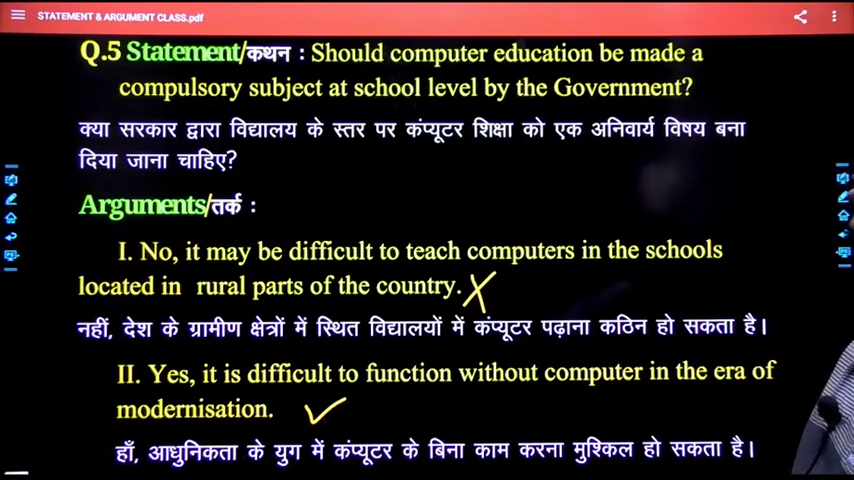 STATEMENT & ARGUMENT CLASS.pdf
Q.5 Statement/कथन : Should computer education be made a
compulsory subject at school level by the Government?
क्या सरकार द्वारा विद्यालय के स्तर पर कंप्यूटर शिक्षा को एक अनिवार्य विषय बना
दिया जाना चाहिए?
Arguments/तर्क :
I. No, it may be difficult to teach computers in the schools
located in rural parts of the country.
नहीं, देश के ग्रामीण क्षेत्रों में स्थित विद्यालयों में कंप्यूटर पढ़ाना कठिन हो सकता है।
II. Yes, it is difficult to function without computer in the era of
modernisation.
हाँ, आधुनिकता के युग में कंप्यूटर के बिना काम करना मुश्किल हो सकता है।